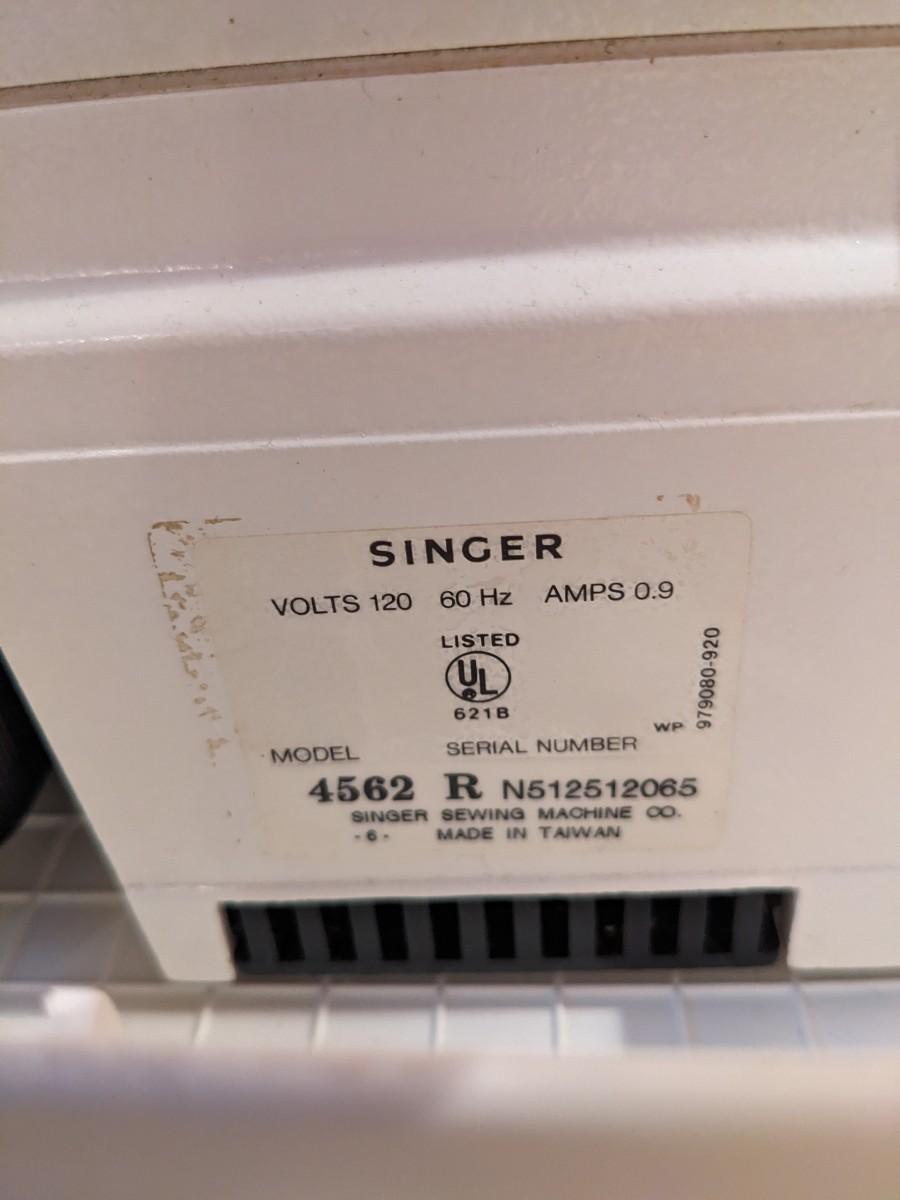 SINGER
VOLTS 120 60 Hz AMPS 0.9
LISTED
UL
®
621B
WP 979080-920
MODEL SERIAL NUMBER
4562 R N512512065
SINGER SEWING MACHINE CO.
-6- MADE IN TAIWAN